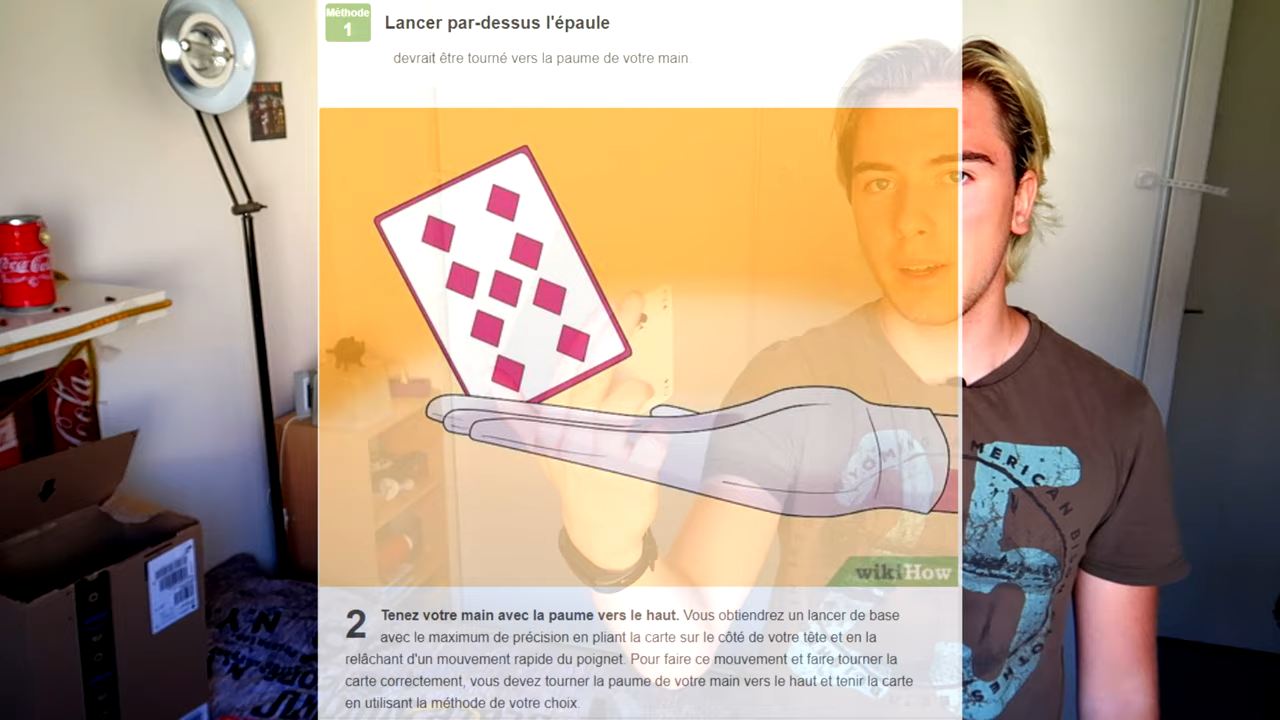 Méthode
1
Lancer par-dessus l'épaule
devrait être tourné vers la paume de votre main.
Coca-Cola
wikiHow
2 Tenez votre main avec la paume vers le haut. Vous obtiendrez un lancer de base
avec le maximum de précision en pliant la carte sur le côté de votre tête et en la
relâchant d'un mouvement rapide du poignet. Pour faire ce mouvement et faire tourner la
carte correctement, vous devez tourner la paume de votre main vers le haut et tenir la carte
en utilisant la méthode de votre choix.